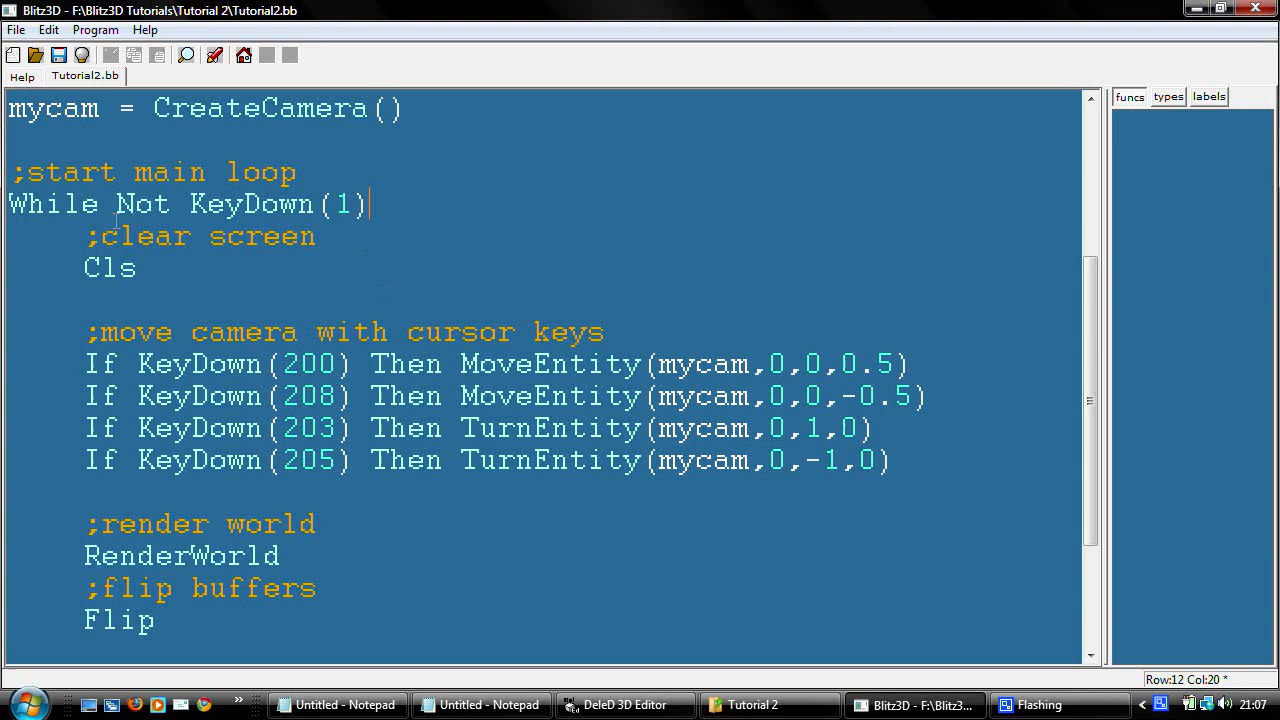 Blitz3D - F:\Blitz3D Tutorials\Tutorial 2\Tutorial2.bb
File Edit Program Help
Help Tutorial2.bb
funcs types labels
mycam = CreateCamera()
;start main loop
While Not KeyDown(1)
;clear screen
Cls
;move camera with cursor keys
If KeyDown(200) Then MoveEntity(mycam,0,0,0.5)
If KeyDown(208) Then MoveEntity(mycam,0,0,-0.5)
If KeyDown(203) Then TurnEntity(mycam,0,1,0)
If KeyDown(205) Then TurnEntity(mycam,0,-1,0)
;render world
RenderWorld
;flip buffers
Flip
Row:12 Col:20 *
» Untitled - Notepad Untitled - Notepad DeleD 3D Editor Tutorial 2 Blitz3D - F:\Blitz3... Flashing 21:07